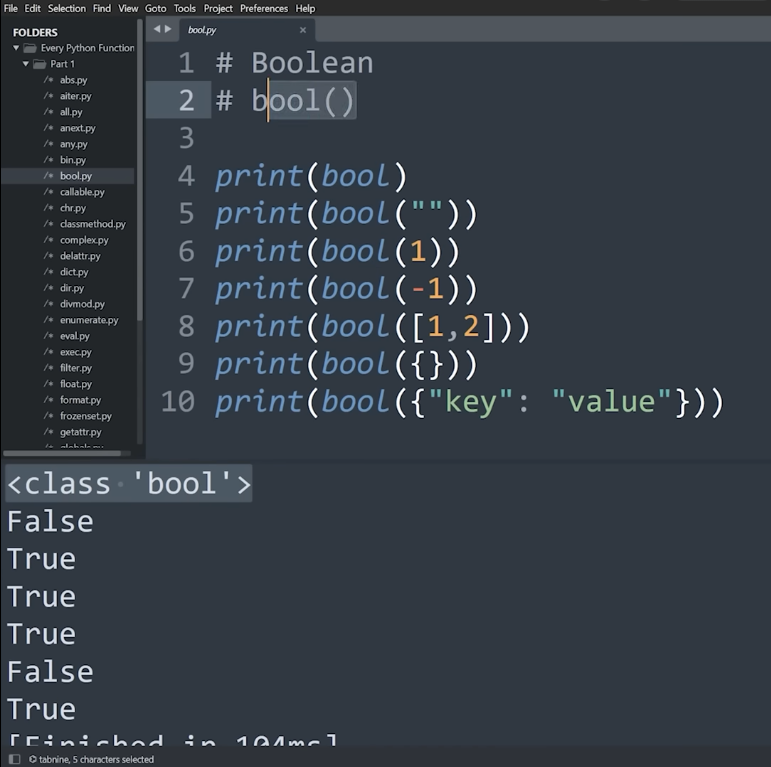 File Edit Selection Find View Goto Tools Project Preferences Help
FOLDERS
Every Python Function
Part 1
/* abs.py
/* aiter.py
/* all.py
/* anext.py
/* any.py
/* bin.py
/* bool.py
/* callable.py
/* chr.py
/* classmethod.py
/* complex.py
/* delattr.py
/* dict.py
/* dir.py
/* divmod.py
/* enumerate.py
/* eval.py
/* exec.py
/* filter.py
/* float.py
/* format.py
/* frozenset.py
/* getattr.py
bool.py ×
1 # Boolean
2 # bool()
3
4 print(bool)
5 print(bool(""))
6 print(bool(1))
7 print(bool(-1))
8 print(bool([1,2]))
9 print(bool({}))
10 print(bool({"key": "value"}))
<class 'bool'>
False
True
True
True
False
True
[Finished in 104ms]
tabnine, 5 characters selected